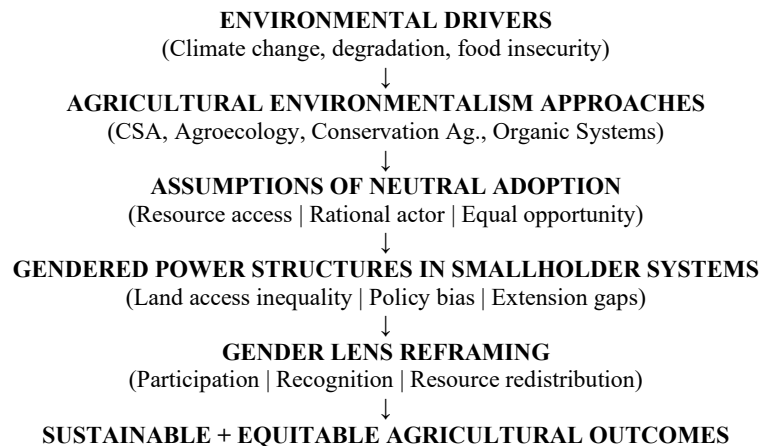 ENVIRONMENTAL DRIVERS
(Climate change, degradation, food insecurity)
↓
AGRICULTURAL ENVIRONMENTALISM APPROACHES
(CSA, Agroecology, Conservation Ag., Organic Systems)
↓
ASSUMPTIONS OF NEUTRAL ADOPTION
(Resource access | Rational actor | Equal opportunity)
↓
GENDERED POWER STRUCTURES IN SMALLHOLDER SYSTEMS
(Land access inequality | Policy bias | Extension gaps)
↓
GENDER LENS REFRAMING
(Participation | Recognition | Resource redistribution)
↓
SUSTAINABLE + EQUITABLE AGRICULTURAL OUTCOMES